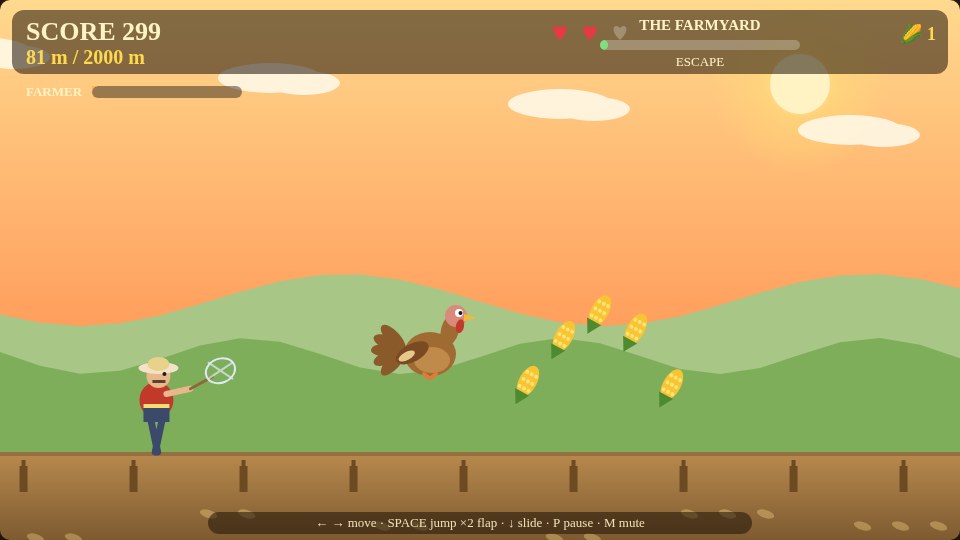 SCORE 299
81 m / 2000 m
FARMER
THE FARMYARD
ESCAPE
1
← → move · SPACE jump ×2 flap · ↓ slide · P pause · M mute